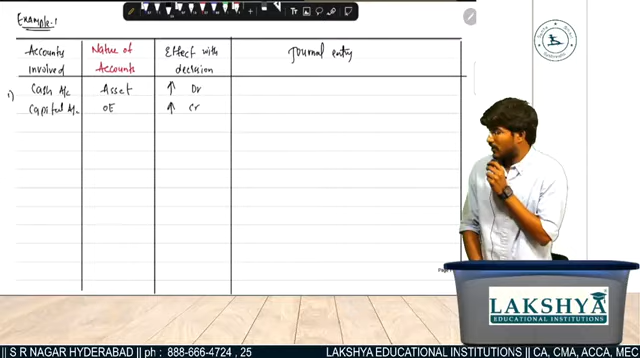 Example:1
Accounts involved
Nature of Accounts
Effect with decision
Journal entry
1) Cash A/c Asset ↑ Dr
Capital A/c OE ↑ Cr
Tr
LAKSHYA
EDUCATIONAL INSTITUTIONS
|| S R NAGAR HYDERABAD || ph : 888-666-4724 , 25
LAKSHYA EDUCATIONAL INSTITUTIONS || CA, CMA, ACCA, MEC